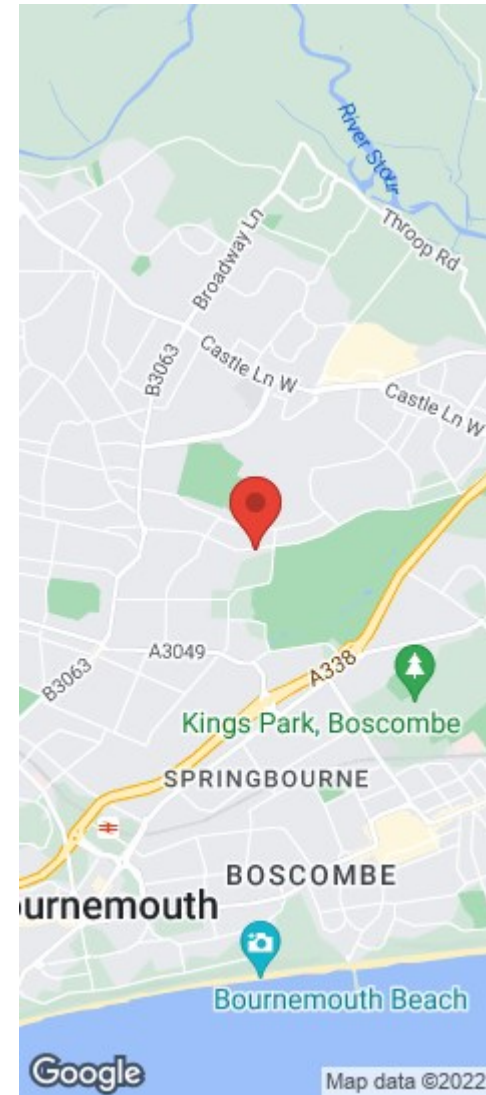 River Stour
Throop Rd
Broadway Ln
B3063
Castle Ln W
Castle Ln W
A3049
A338
B3063
Kings Park, Boscombe
SPRINGBOURNE
BOSCOMBE
ournemouth
Bournemouth Beach
Google
Map data ©2022